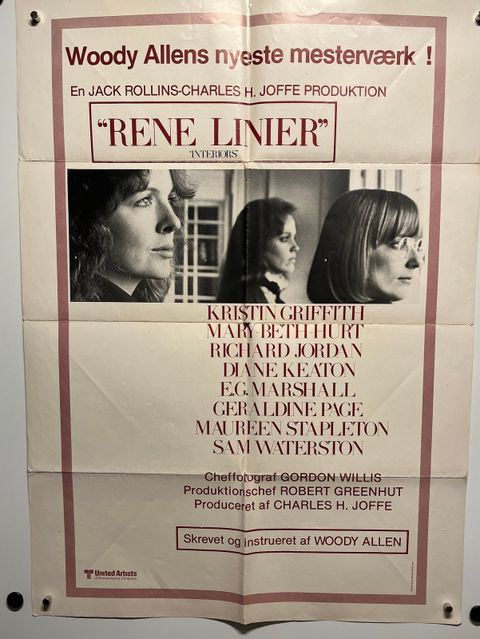 Woody Allens nyeste mesterværk !
En JACK ROLLINS-CHARLES H. JOFFE PRODUKTION
"RENE LINIER"
"INTERIORS"
KRISTIN GRIFFITH
MARY BETH HURT
RICHARD JORDAN
DIANE KEATON
E.G. MARSHALL
GERALDINE PAGE
MAUREEN STAPLETON
SAM WATERSTON
Cheffotograf GORDON WILLIS
Produktionschef ROBERT GREENHUT
Produceret af CHARLES H. JOFFE
Skrevet og instrueret af WOODY ALLEN
United Artists
A Transamerica Company